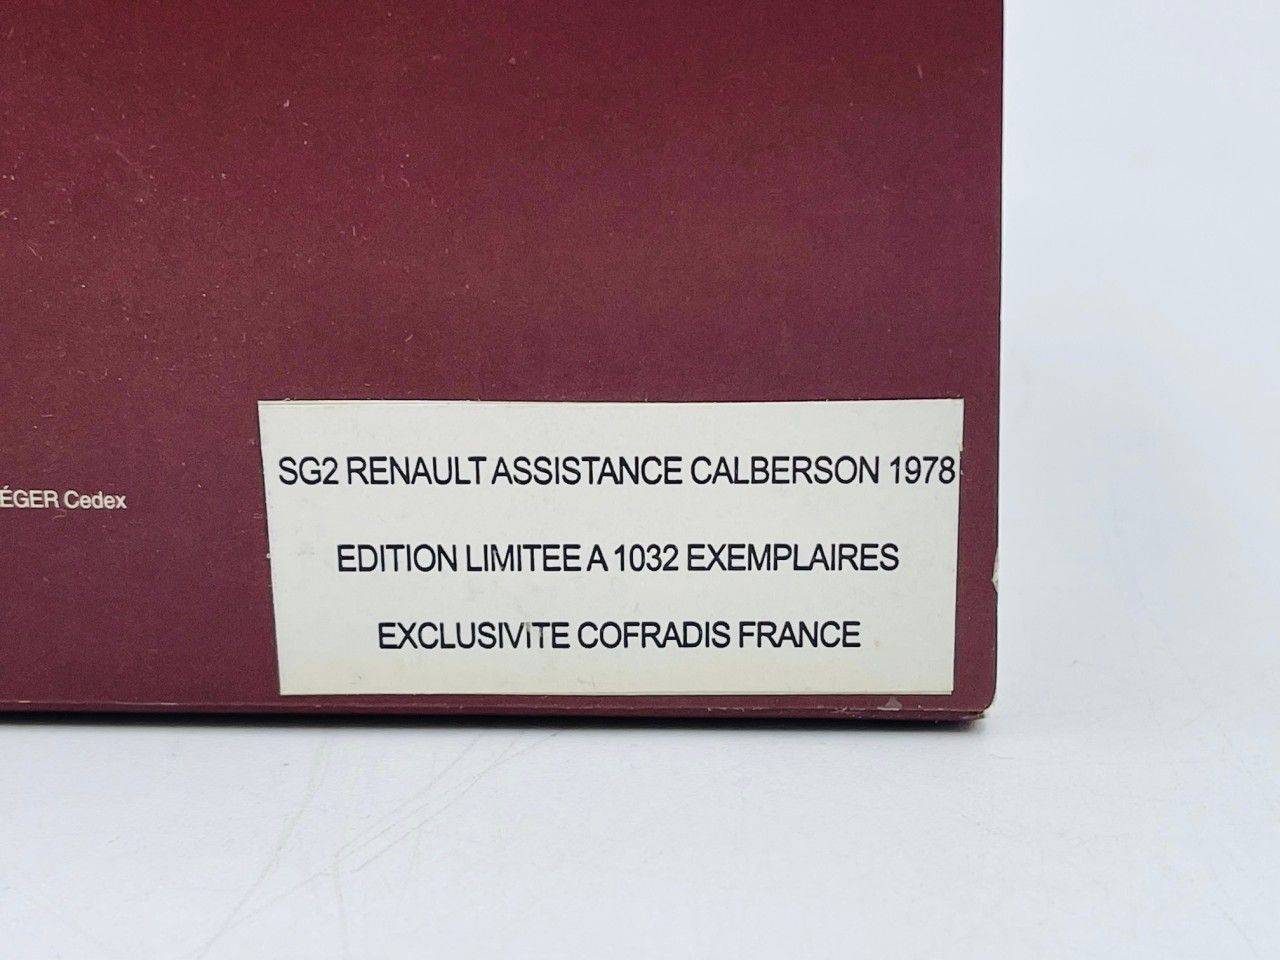 ÉGER Cedex
SG2 RENAULT ASSISTANCE CALBERSON 1978
EDITION LIMITEE A 1032 EXEMPLAIRES
EXCLUSIVITE COFRADIS FRANCE